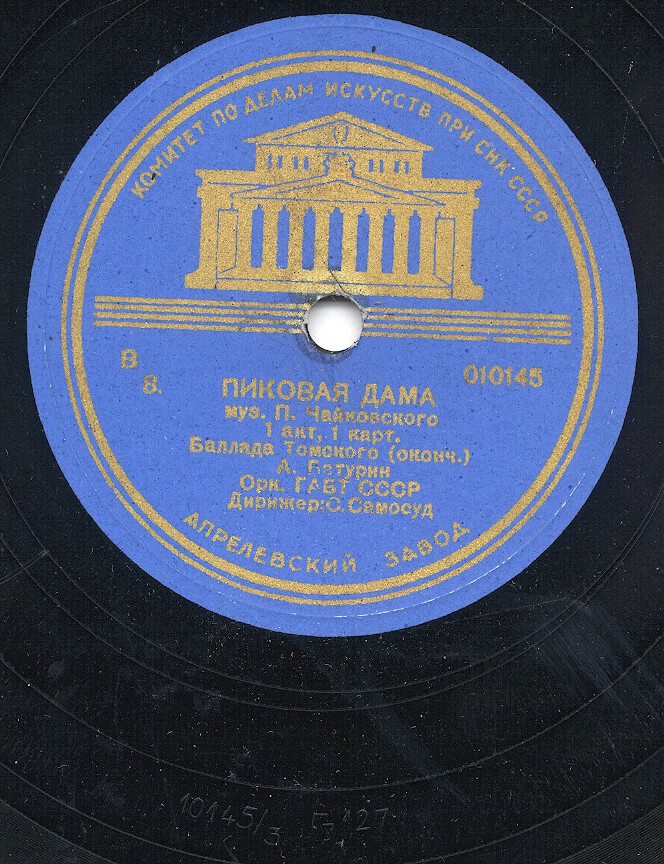 КОМИТЕТ ПО ДЕЛАМ ИСКУССТВ ПРИ СНК СССР
В
8.
010145
ПИКОВАЯ ДАМА
муз. П. Чайковского
1 акт, 1 карт.
Баллада Томского (оконч.)
А. Батурин
Орк. ГАБТ СССР
Дирижер:С.Самосуд
АПРЕЛЕВСКИЙ ЗАВОД
10145/3